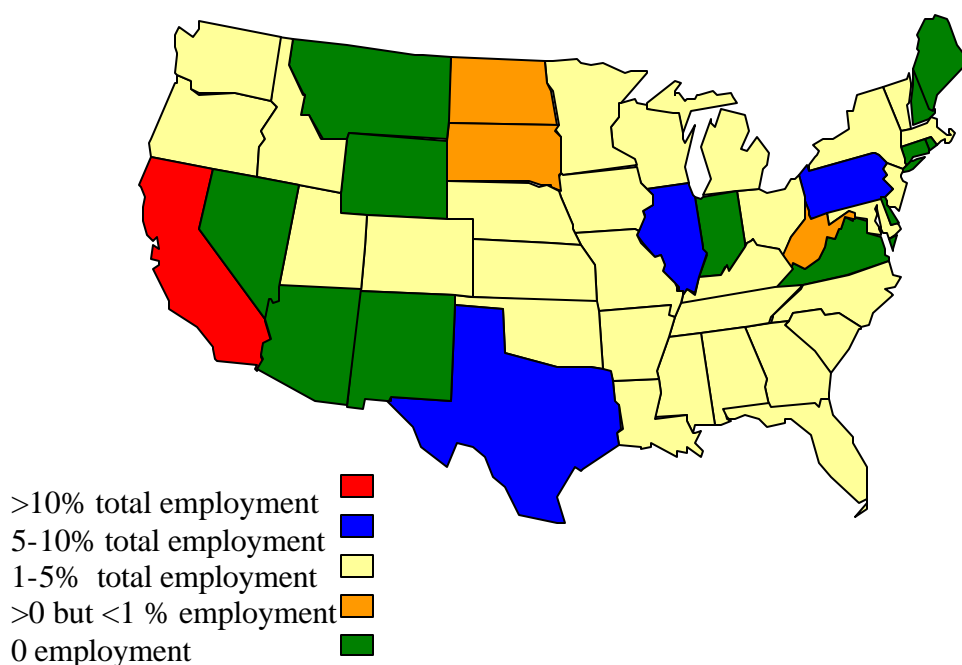 >10% total employment
5-10% total employment
1-5% total employment
>0 but <1 % employment
0 employment